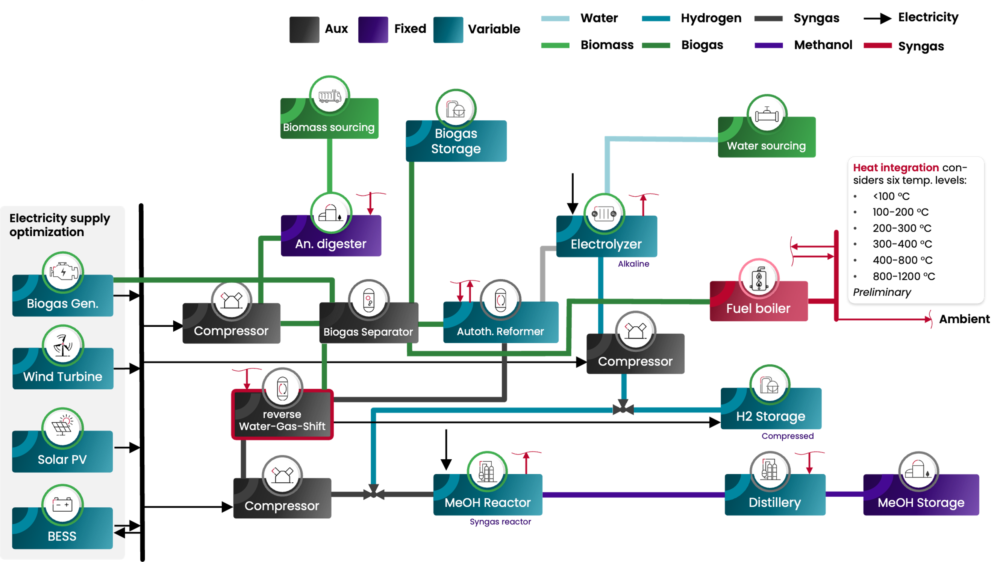 Aux
Fixed
Variable
Water
Hydrogen
Syngas
Electricity
Biomass
Biogas
Methanol
Syngas
Biomass sourcing
Biogas
Storage
Water sourcing
Heat integration con-
siders six temp. levels:
• <100 °C
• 100-200 °C
• 200-300 °C
• 300-400 °C
• 400-800 °C
• 800-1200 °C
Preliminary
Electricity supply
optimization
An. digester
H2
O2
Electrolyzer
Alkaline
Biogas Gen.
Compressor
Biogas Separator
Autoth. Reformer
Fuel boiler
Ambient
Wind Turbine
Compressor
reverse
Water-Gas-Shift
H2 Storage
Compressed
Solar PV
Compressor
MeOH Reactor
Syngas reactor
Distillery
MeOH Storage
- +
BESS